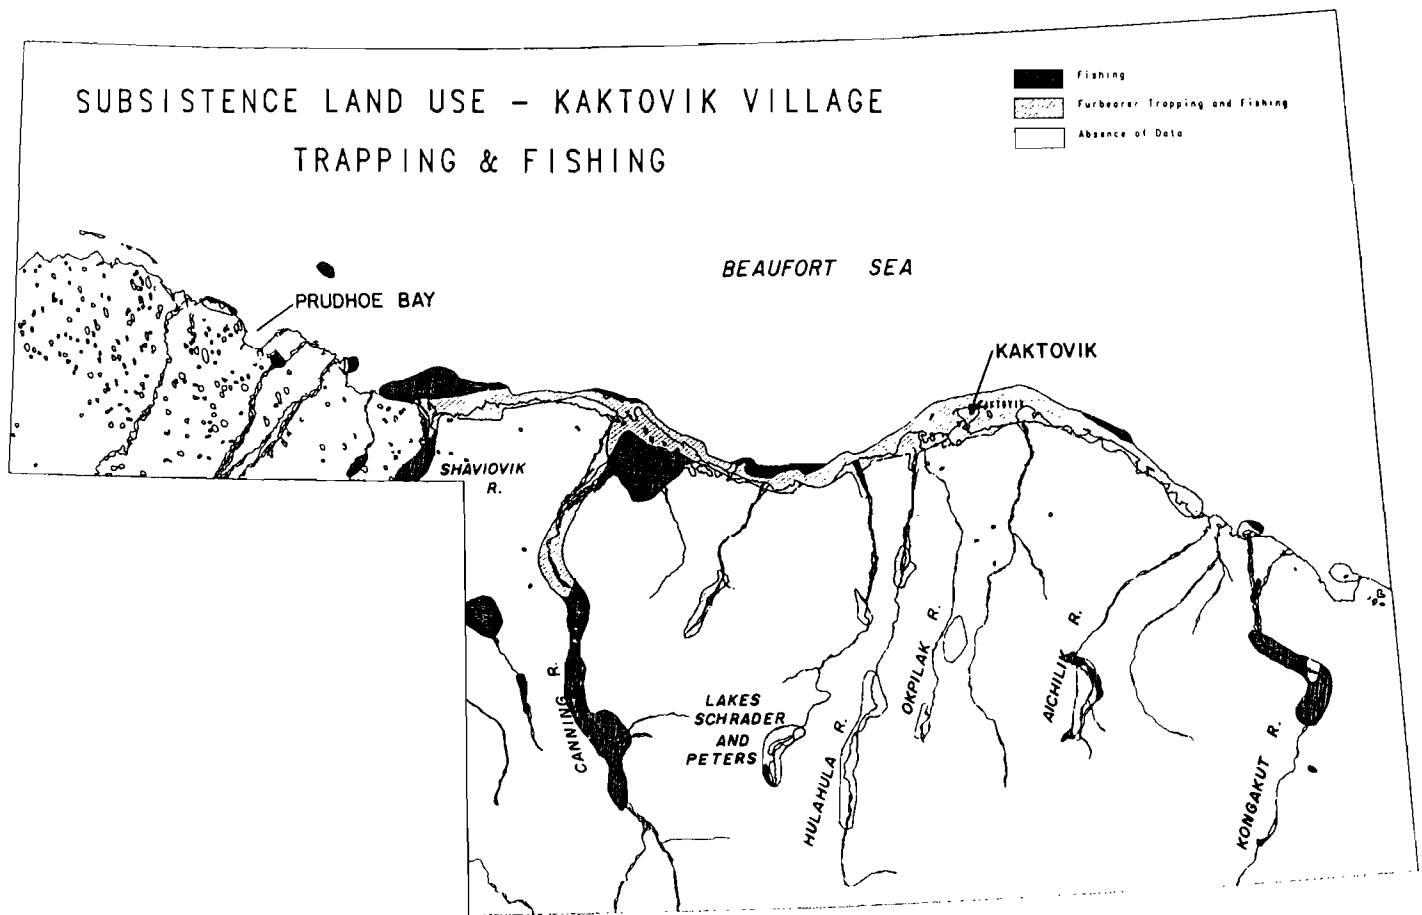 SUBSISTENCE LAND USE - KAKTOVIK VILLAGE
TRAPPING & FISHING
Fishing
Furbearer Trapping and Fishing
Absence of Data
BEAUFORT SEA
PRUDHOE BAY
KAKTOVIK
KAKTOVIK
SHAVIOVIK
R.
CANNING R.
LAKES
SCHRADER
AND
PETERS
HULAHULA R.
OKPILAK R.
AICHILIK R.
KONGAKUT R.